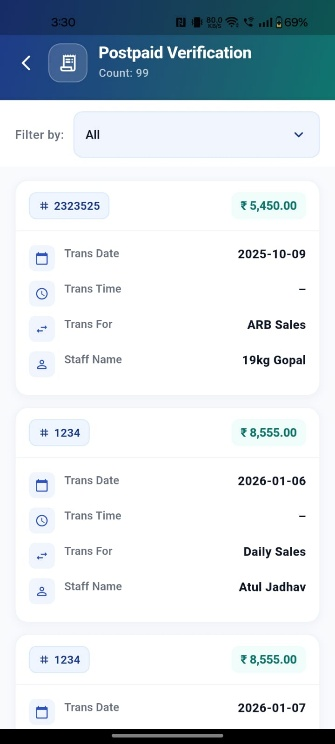 3:30
80.0
KB/S
69%
Postpaid Verification
Count: 99
Filter by:
All
# 2323525
₹ 5,450.00
Trans Date
2025-10-09
Trans Time
–
Trans For
ARB Sales
Staff Name
19kg Gopal
# 1234
₹ 8,555.00
Trans Date
2026-01-06
Trans Time
–
Trans For
Daily Sales
Staff Name
Atul Jadhav
# 1234
₹ 8,555.00
Trans Date
2026-01-07